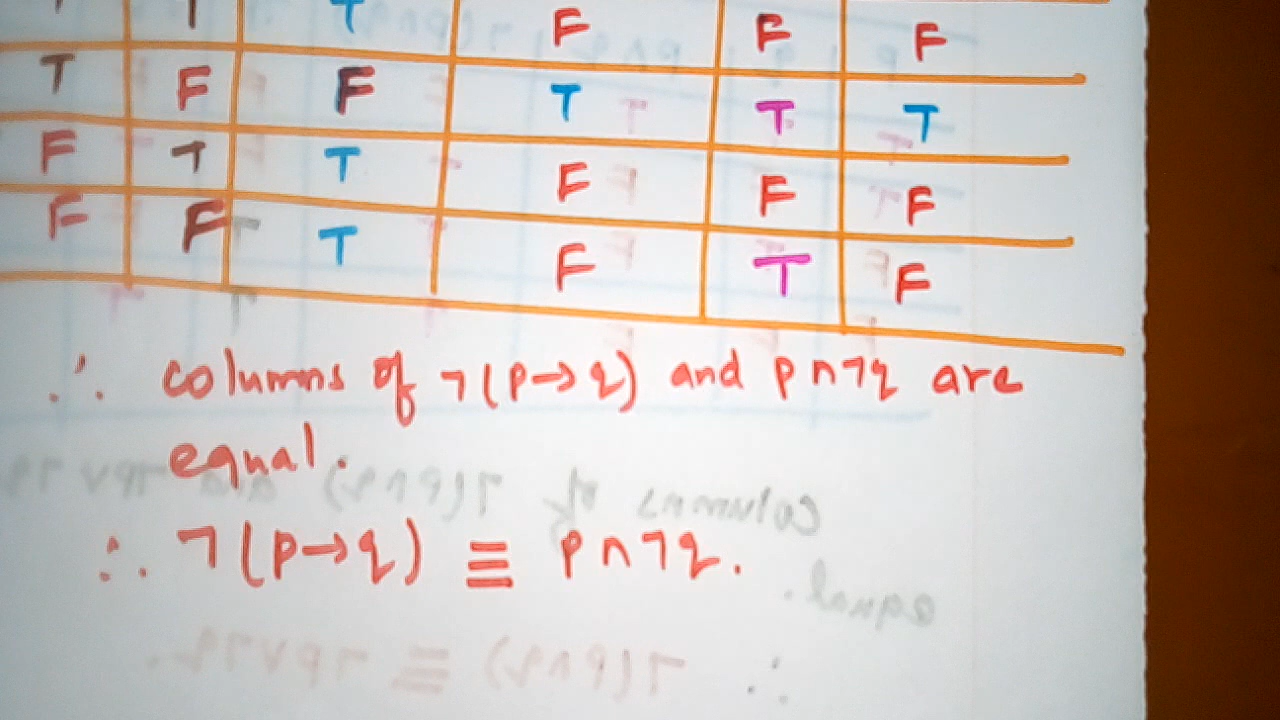 T T T F F F
T F F T T T
F T T F F F
F F T F T F
∴ columns of ¬(p→q) and p∩¬q are
equal.
∴ ¬(p→q) ≡ p∩¬q.